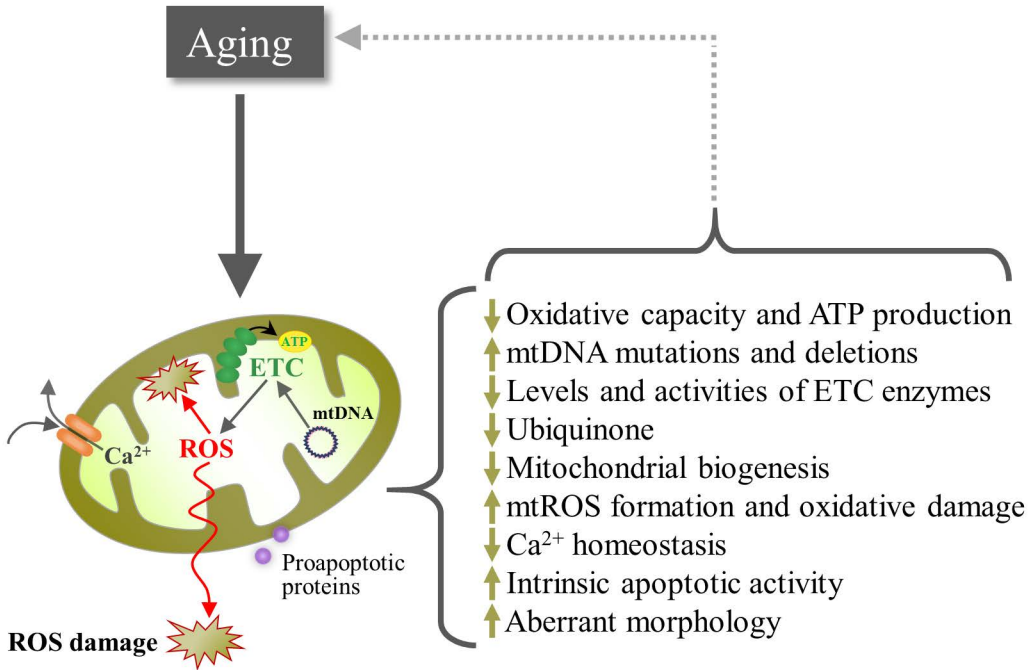 Aging
ATP
ETC
mtDNA
ROS
Ca²⁺
Proapoptotic
proteins
ROS damage
Oxidative capacity and ATP production
mtDNA mutations and deletions
Levels and activities of ETC enzymes
Ubiquinone
Mitochondrial biogenesis
mtROS formation and oxidative damage
Ca²⁺ homeostasis
Intrinsic apoptotic activity
Aberrant morphology